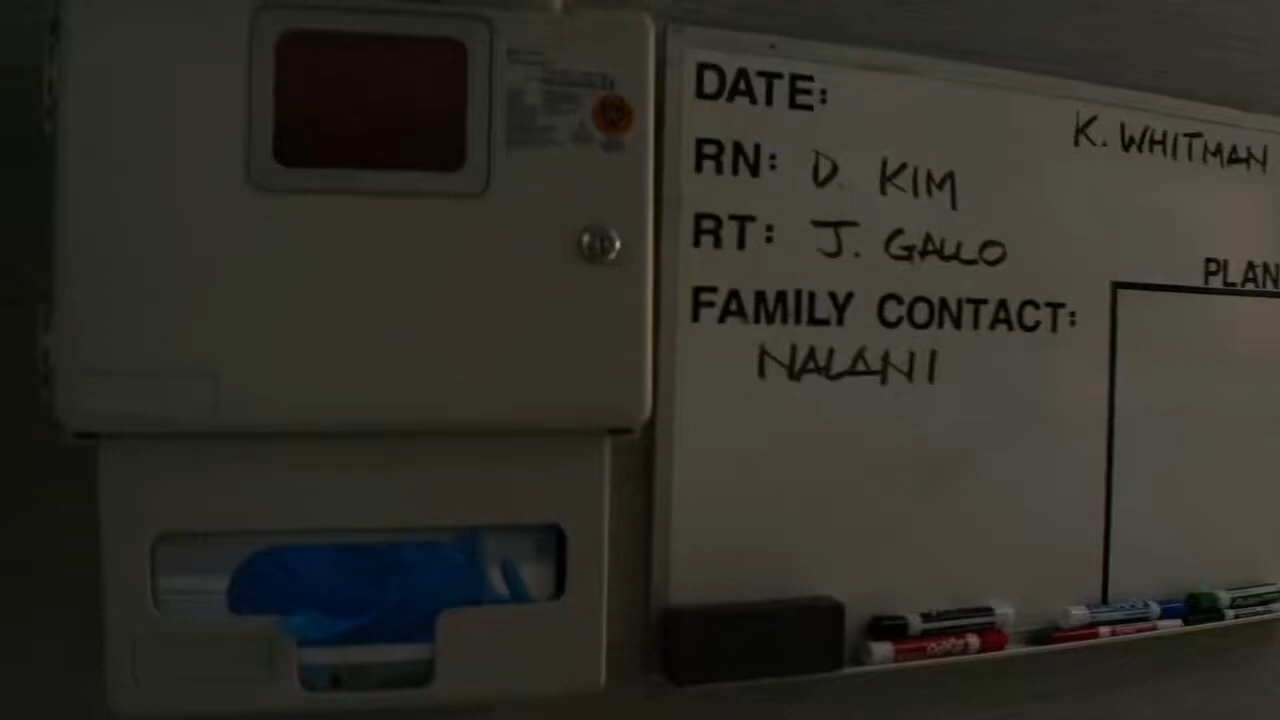 DATE:
K. WHITMAN
RN: D. KIM
RT: J. GALLO
PLAN
FAMILY CONTACT:
NALANI